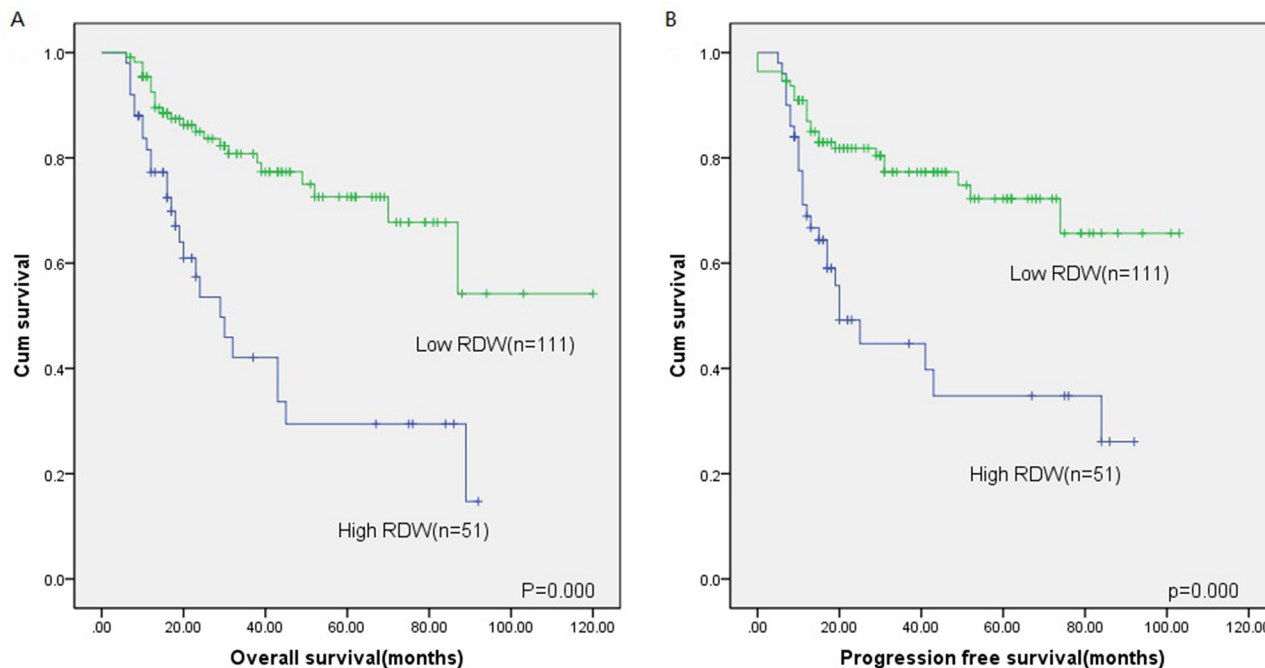 A
B
Cum survival
1.0
0.8
0.6
0.4
0.2
0.0
Low RDW(n=111)
High RDW(n=51)
P=0.000
.00 20.00 40.00 60.00 80.00 100.00 120.00
Overall survival(months)
Cum survival
1.0
0.8
0.6
0.4
0.2
0.0
Low RDW(n=111)
High RDW(n=51)
p=0.000
.00 20.00 40.00 60.00 80.00 100.00 120.00
Progression free survival(months)